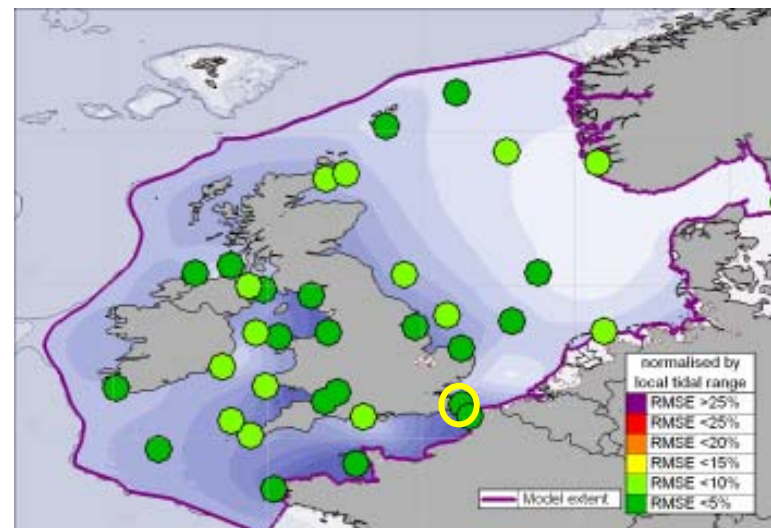 normalised by
local tidal range
RMSE >25%
RMSE <25%
RMSE <20%
RMSE <15%
RMSE <10%
RMSE <5%
Model extent